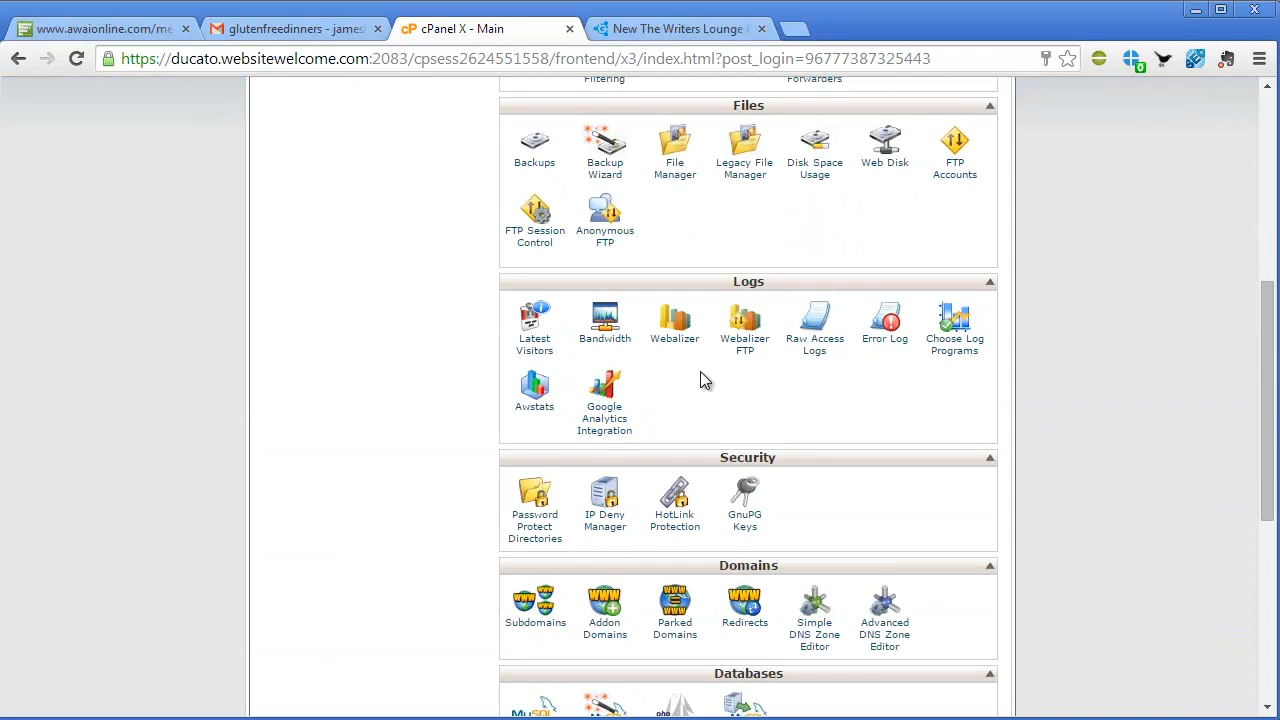 www.awaionline.com/me
glutenfreedinners - james
cPanel X - Main
New The Writers Lounge
https://ducato.websitewelcome.com:2083/cpsess2624551558/frontend/x3/index.html?post_login=96777387325443
0
Filtering
Forwarders
Files
Backups
Backup Wizard
File Manager
Legacy File Manager
Disk Space Usage
Web Disk
FTP Accounts
FTP Session Control
Anonymous FTP
Logs
Latest Visitors
Bandwidth
Webalizer
Webalizer FTP
Raw Access Logs
Error Log
Choose Log Programs
Awstats
Google Analytics Integration
Security
Password Protect Directories
IP Deny Manager
HotLink Protection
GnuPG Keys
Domains
Subdomains
Addon Domains
Parked Domains
Redirects
Simple DNS Zone Editor
Advanced DNS Zone Editor
Databases